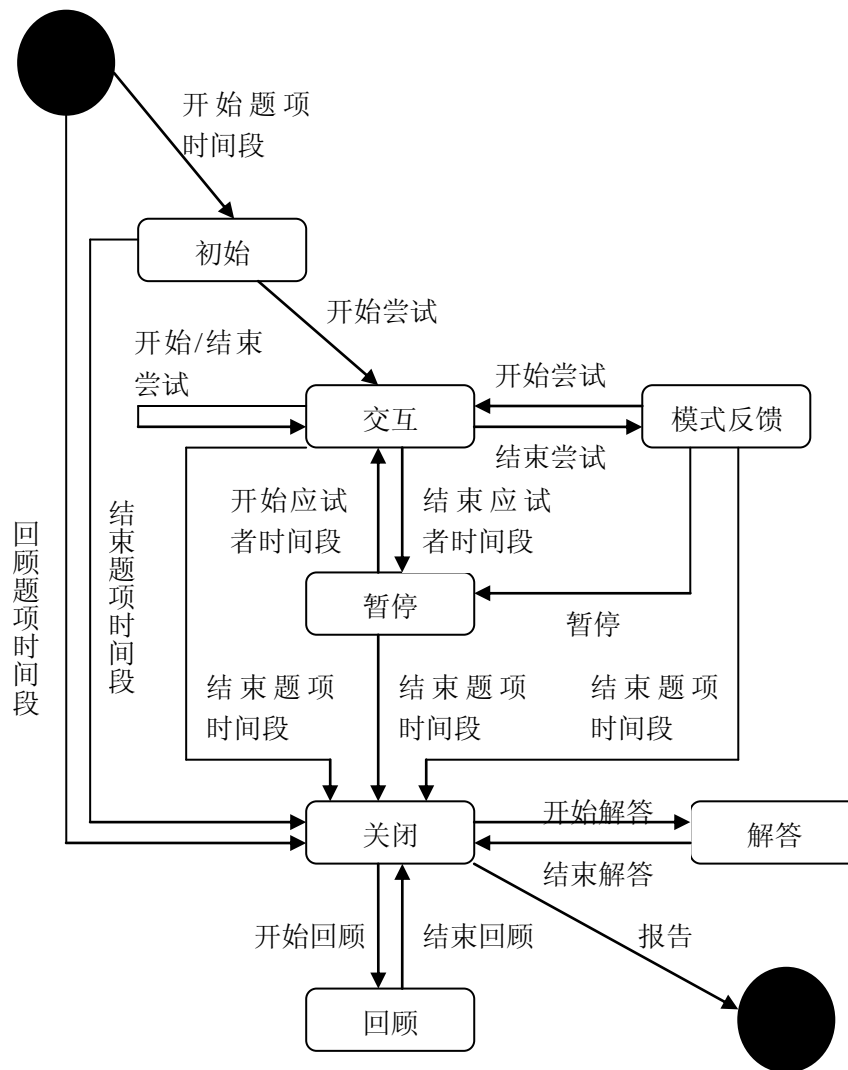 开始题项
时间段
初始
开始尝试
开始/结束
尝试
开始尝试
交互
模式反馈
结束尝试
开始应试
者时间段
结束应试
者时间段
回顾题项时间段
结束题项时间段
暂停
暂停
结束题项
时间段
结束题项
时间段
结束题项
时间段
关闭
开始解答
解答
结束解答
开始回顾
结束回顾
报告
回顾